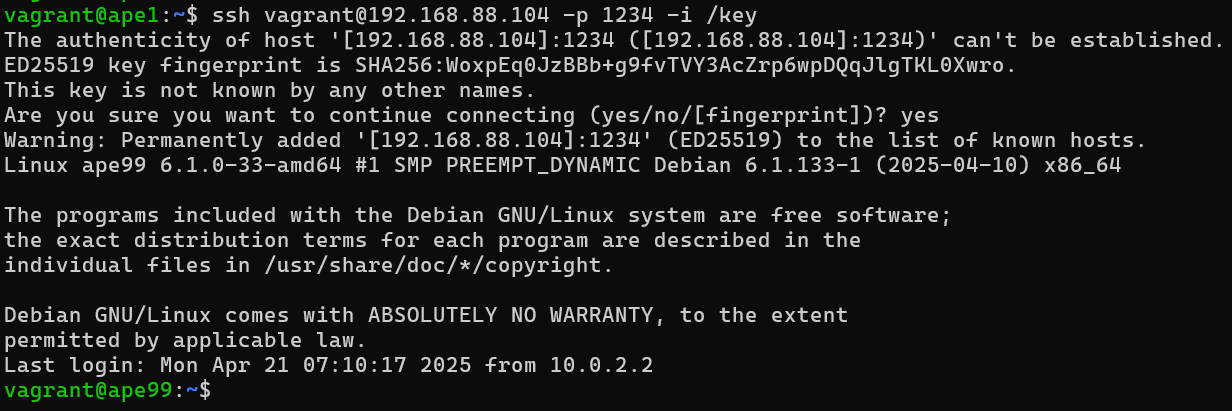 vagrant@ape1:~$ ssh vagrant@192.168.88.104 -p 1234 -i /key
The authenticity of host '[192.168.88.104]:1234 ([192.168.88.104]:1234)' can't be established.
ED25519 key fingerprint is SHA256:WoxpEq0JzBBb+g9fvTVY3AcZrp6wpDQqJlgTKL0Xwro.
This key is not known by any other names.
Are you sure you want to continue connecting (yes/no/[fingerprint])? yes
Warning: Permanently added '[192.168.88.104]:1234' (ED25519) to the list of known hosts.
Linux ape99 6.1.0-33-amd64 #1 SMP PREEMPT_DYNAMIC Debian 6.1.133-1 (2025-04-10) x86_64

The programs included with the Debian GNU/Linux system are free software;
the exact distribution terms for each program are described in the
individual files in /usr/share/doc/*/copyright.

Debian GNU/Linux comes with ABSOLUTELY NO WARRANTY, to the extent
permitted by applicable law.
Last login: Mon Apr 21 07:10:17 2025 from 10.0.2.2
vagrant@ape99:~$